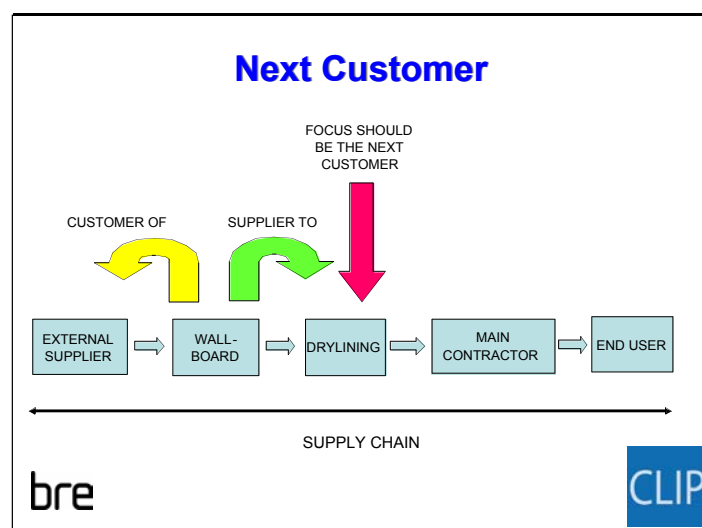 Next Customer
FOCUS SHOULD
BE THE NEXT
CUSTOMER
CUSTOMER OF
SUPPLIER TO
EXTERNAL
SUPPLIER
WALL-
BOARD
DRYLINING
MAIN
CONTRACTOR
END USER
SUPPLY CHAIN
bre
CLIP